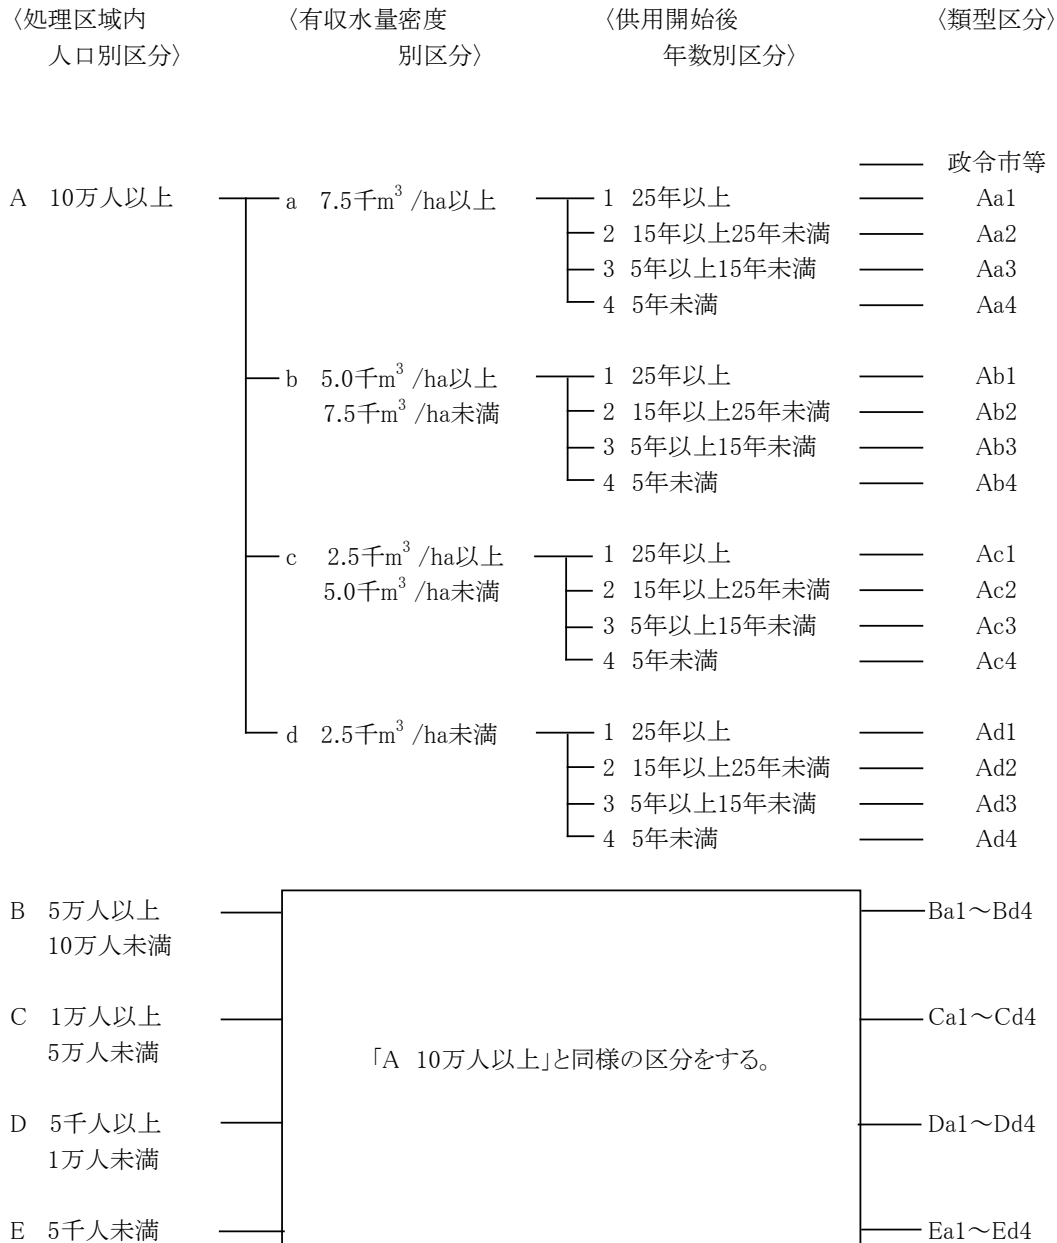 〈処理区域内 〈有収水量密度 〈供用開始後 〈類型区分〉
人口別区分〉 別区分〉 年数別区分〉
政令市等
A 10万人以上 a 7.5千m³/ha以上 1 25年以上 Aa1
2 15年以上25年未満 Aa2
3 5年以上15年未満 Aa3
4 5年未満 Aa4
b 5.0千m³/ha以上 1 25年以上 Ab1
7.5千m³/ha未満 2 15年以上25年未満 Ab2
3 5年以上15年未満 Ab3
4 5年未満 Ab4
c 2.5千m³/ha以上 1 25年以上 Ac1
5.0千m³/ha未満 2 15年以上25年未満 Ac2
3 5年以上15年未満 Ac3
4 5年未満 Ac4
d 2.5千m³/ha未満 1 25年以上 Ad1
2 15年以上25年未満 Ad2
3 5年以上15年未満 Ad3
4 5年未満 Ad4
B 5万人以上 Ba1～Bd4
10万人未満
C 1万人以上 Ca1～Cd4
5万人未満
「A 10万人以上」と同様の区分をする。
D 5千人以上 Da1～Dd4
1万人未満
E 5千人未満 Ea1～Ed4